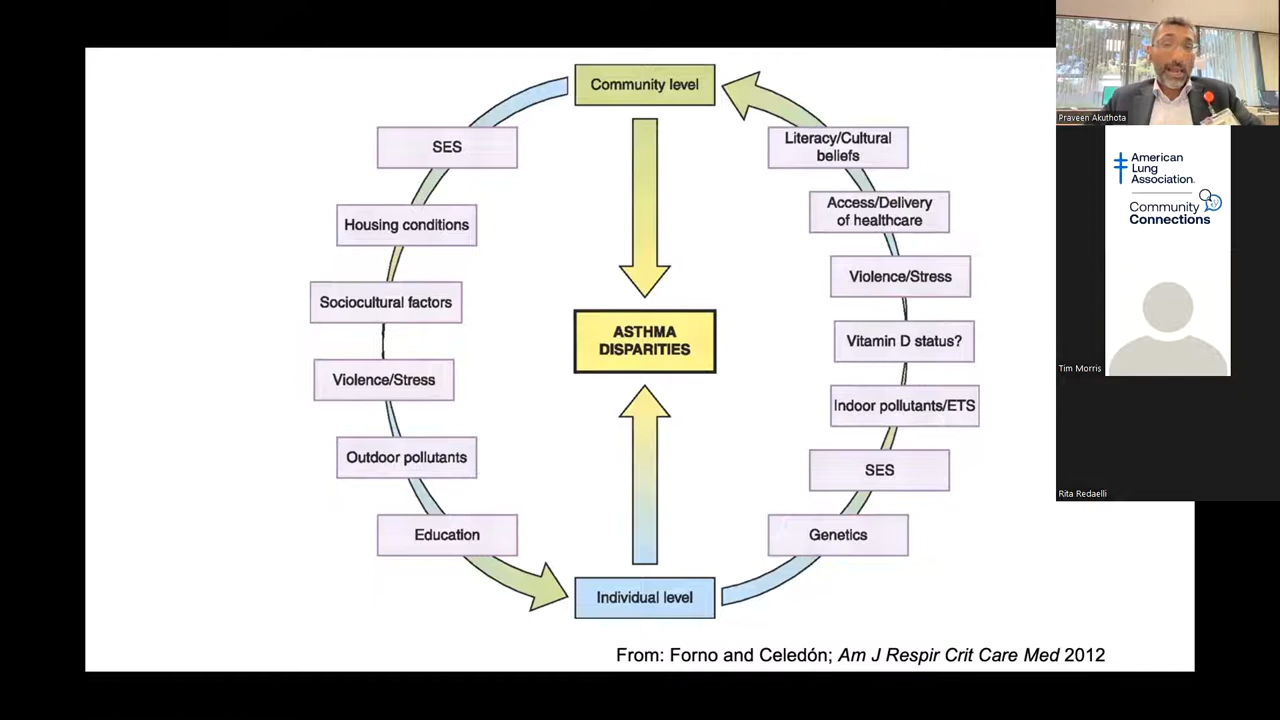 Community level
SES
Housing conditions
Sociocultural factors
Violence/Stress
Outdoor pollutants
Education
ASTHMA
DISPARITIES
Individual level
Literacy/Cultural
beliefs
Access/Delivery
of healthcare
Violence/Stress
Vitamin D status?
Indoor pollutants/ETS
SES
Genetics
From: Forno and Celedón; Am J Respir Crit Care Med 2012
Praveen Akuthota
American
Lung
Association.
Community
Connections
Tim Morris
Rita Redaelli